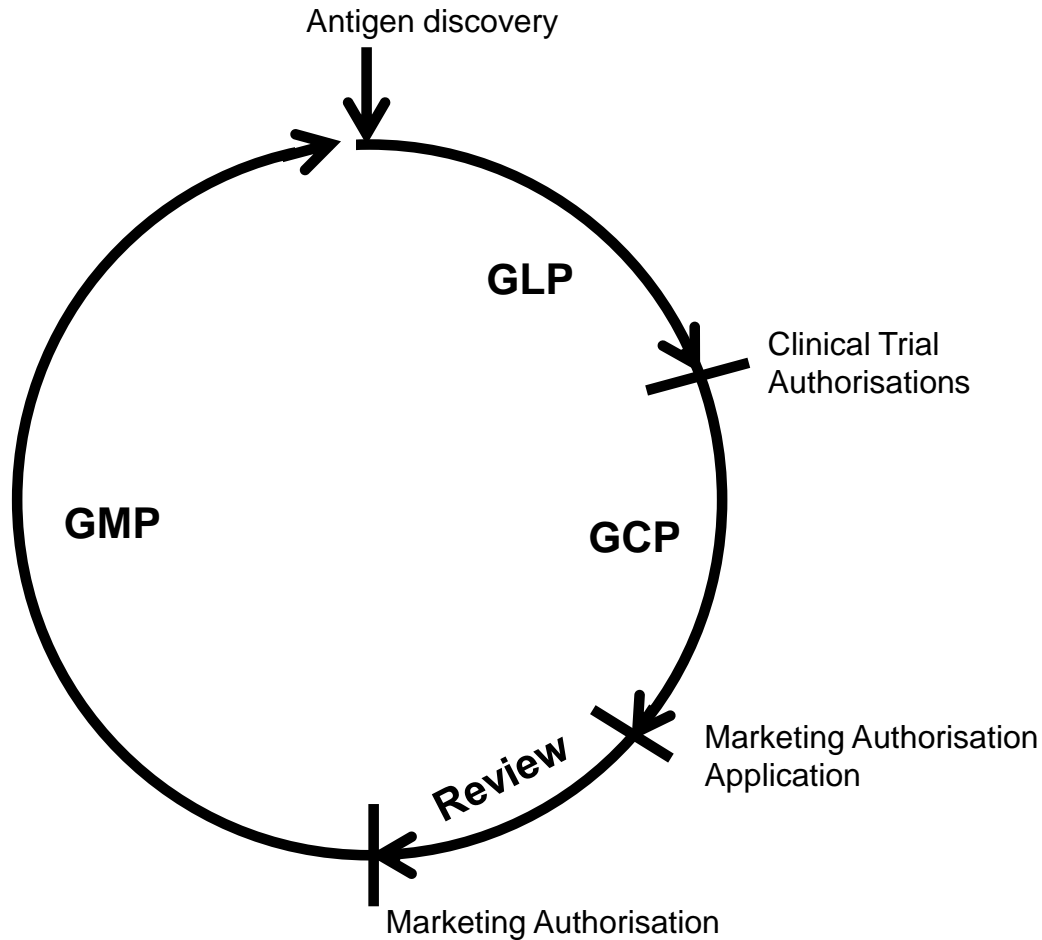 Antigen discovery
GLP
Clinical Trial
Authorisations
GMP
GCP
Review
Marketing Authorisation
Application
Marketing Authorisation